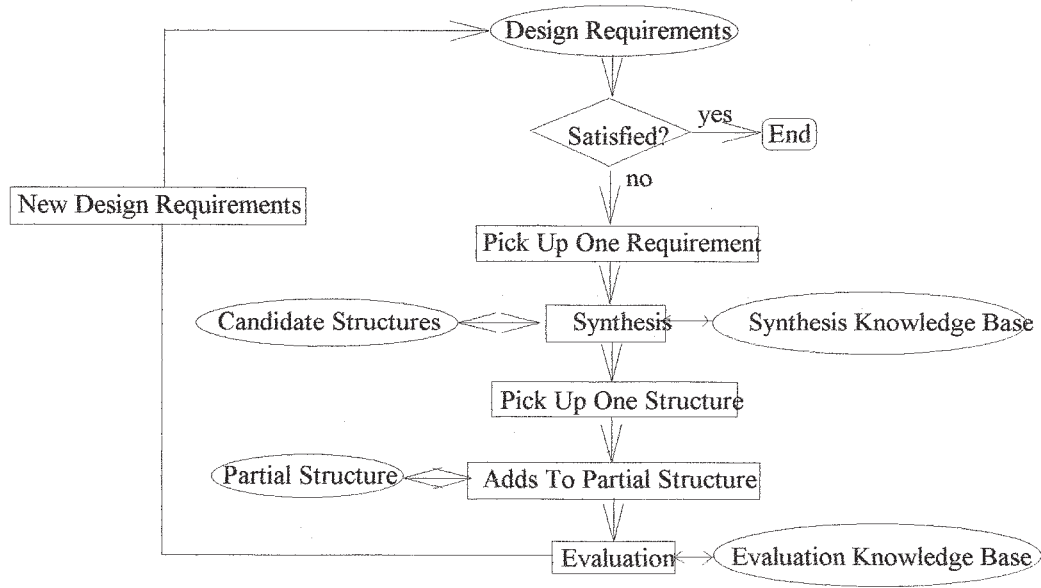 Design Requirements
Satisfied?
yes
End
no
New Design Requirements
Pick Up One Requirement
Candidate Structures
Synthesis
Synthesis Knowledge Base
Pick Up One Structure
Partial Structure
Adds To Partial Structure
Evaluation
Evaluation Knowledge Base